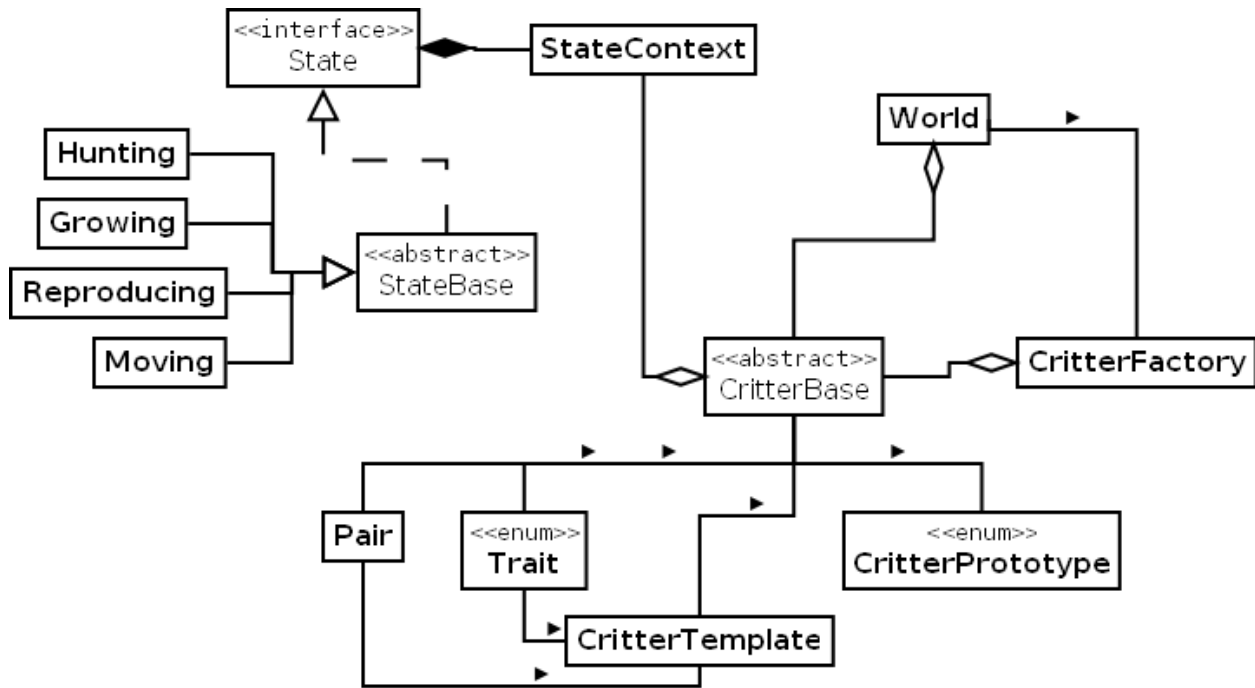 <<interface>>
State
StateContext
World
Hunting
Growing
<<abstract>>
StateBase
Reproducing
Moving
<<abstract>>
CritterBase
CritterFactory
Pair
<<enum>>
Trait
<<enum>>
CritterPrototype
CritterTemplate